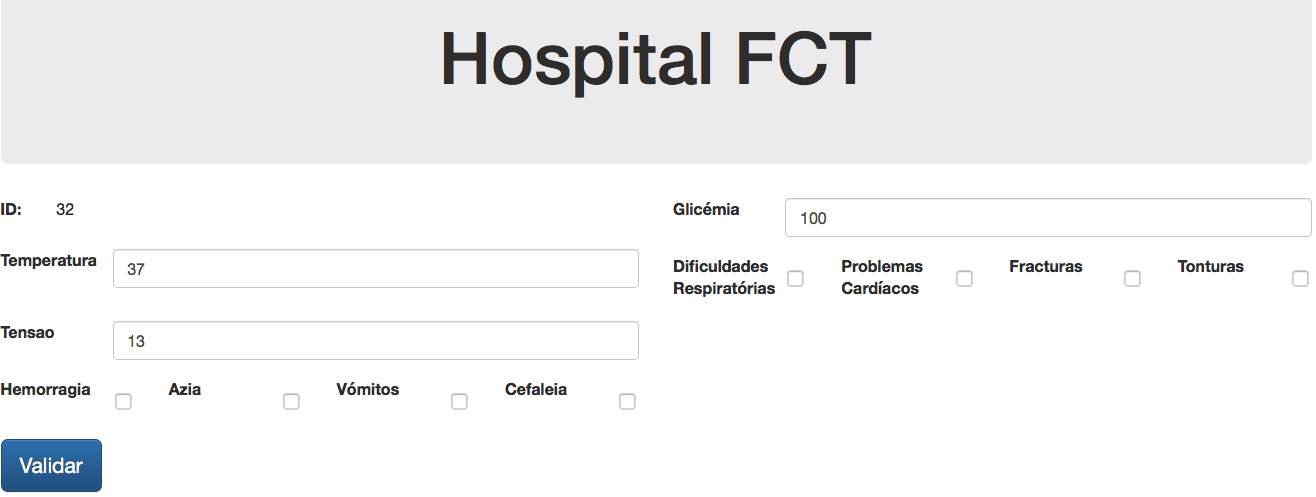 Hospital FCT
ID: 32
Glicémia 100
Temperatura 37
Dificuldades Respiratórias
Problemas Cardíacos
Fracturas
Tonturas
Tensao 13
Hemorragia
Azia
Vómitos
Cefaleia
Validar